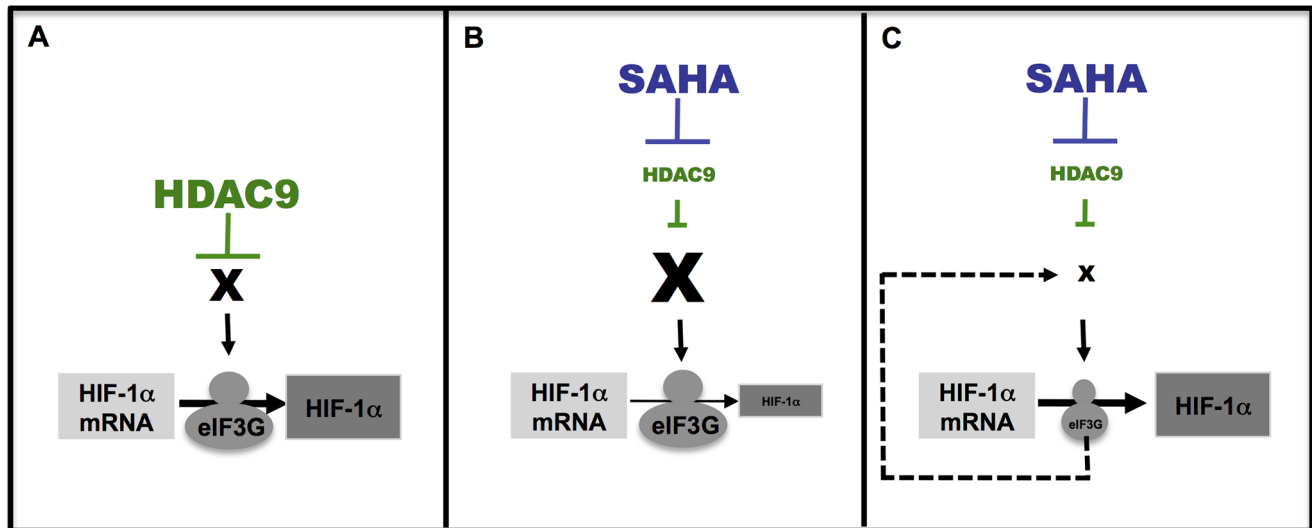 A
HDAC9
X
HIF-1α
mRNA
eIF3G
HIF-1α
B
SAHA
HDAC9
X
HIF-1α
mRNA
eIF3G
HIF-1α
C
SAHA
HDAC9
X
HIF-1α
mRNA
eIF3G
HIF-1α